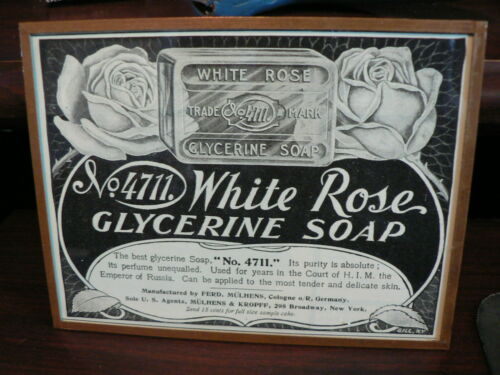 WHITE ROSE
TRADE No 4711 MARK
GLYCERINE SOAP
No 4711. White Rose
GLYCERINE SOAP
The best glycerine Soap, "No. 4711." Its purity is absolute;
its perfume unequalled. Used for years in the Court of H. I. M. the
Emperor of Russia. Can be applied to the most tender and delicate skin.
Manufactured by FERD. MÜLHENS, Cologne o/R, Germany.
Sole U. S. Agents, MÜLHENS & KROPFF, 298 Broadway, New York.
Send 15 cents for full size sample cake.